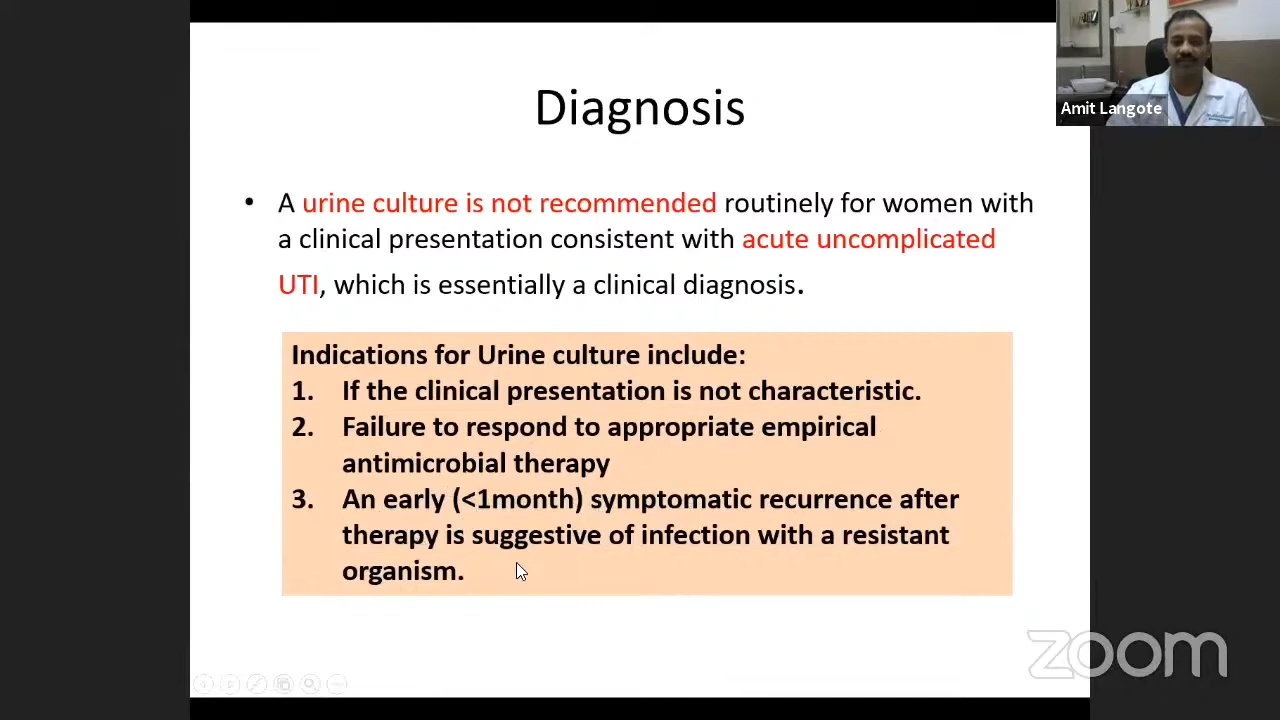 Diagnosis
Amit Langote
• A urine culture is not recommended routinely for women with
a clinical presentation consistent with acute uncomplicated
UTI, which is essentially a clinical diagnosis.
Indications for Urine culture include:
1. If the clinical presentation is not characteristic.
2. Failure to respond to appropriate empirical
antimicrobial therapy
3. An early (<1month) symptomatic recurrence after
therapy is suggestive of infection with a resistant
organism.
zoom